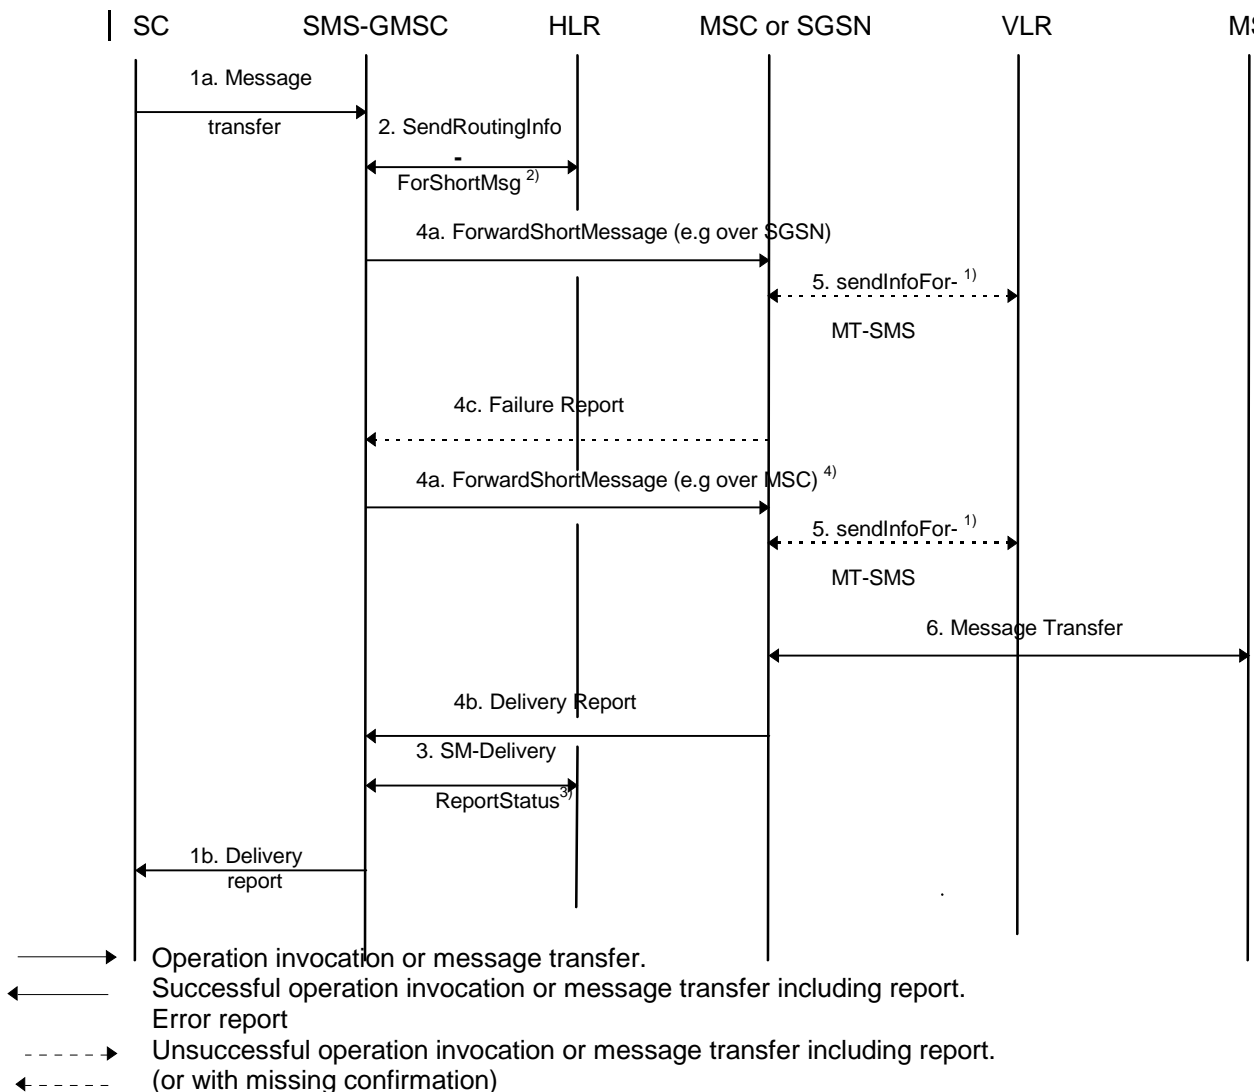 SC SMS-GMSC HLR MSC or SGSN VLR MS
1a. Message
transfer
2. SendRoutingInfo
-
ForShortMsg 2)
4a. ForwardShortMessage (e.g over SGSN)
5. sendInfoFor- 1)
MT-SMS
4c. Failure Report
4a. ForwardShortMessage (e.g over MSC) 4)
5. sendInfoFor- 1)
MT-SMS
6. Message Transfer
4b. Delivery Report
3. SM-Delivery
ReportStatus3)
1b. Delivery
report
.
Operation invocation or message transfer.
Successful operation invocation or message transfer including report.
Error report
Unsuccessful operation invocation or message transfer including report.
(or with missing confirmation)